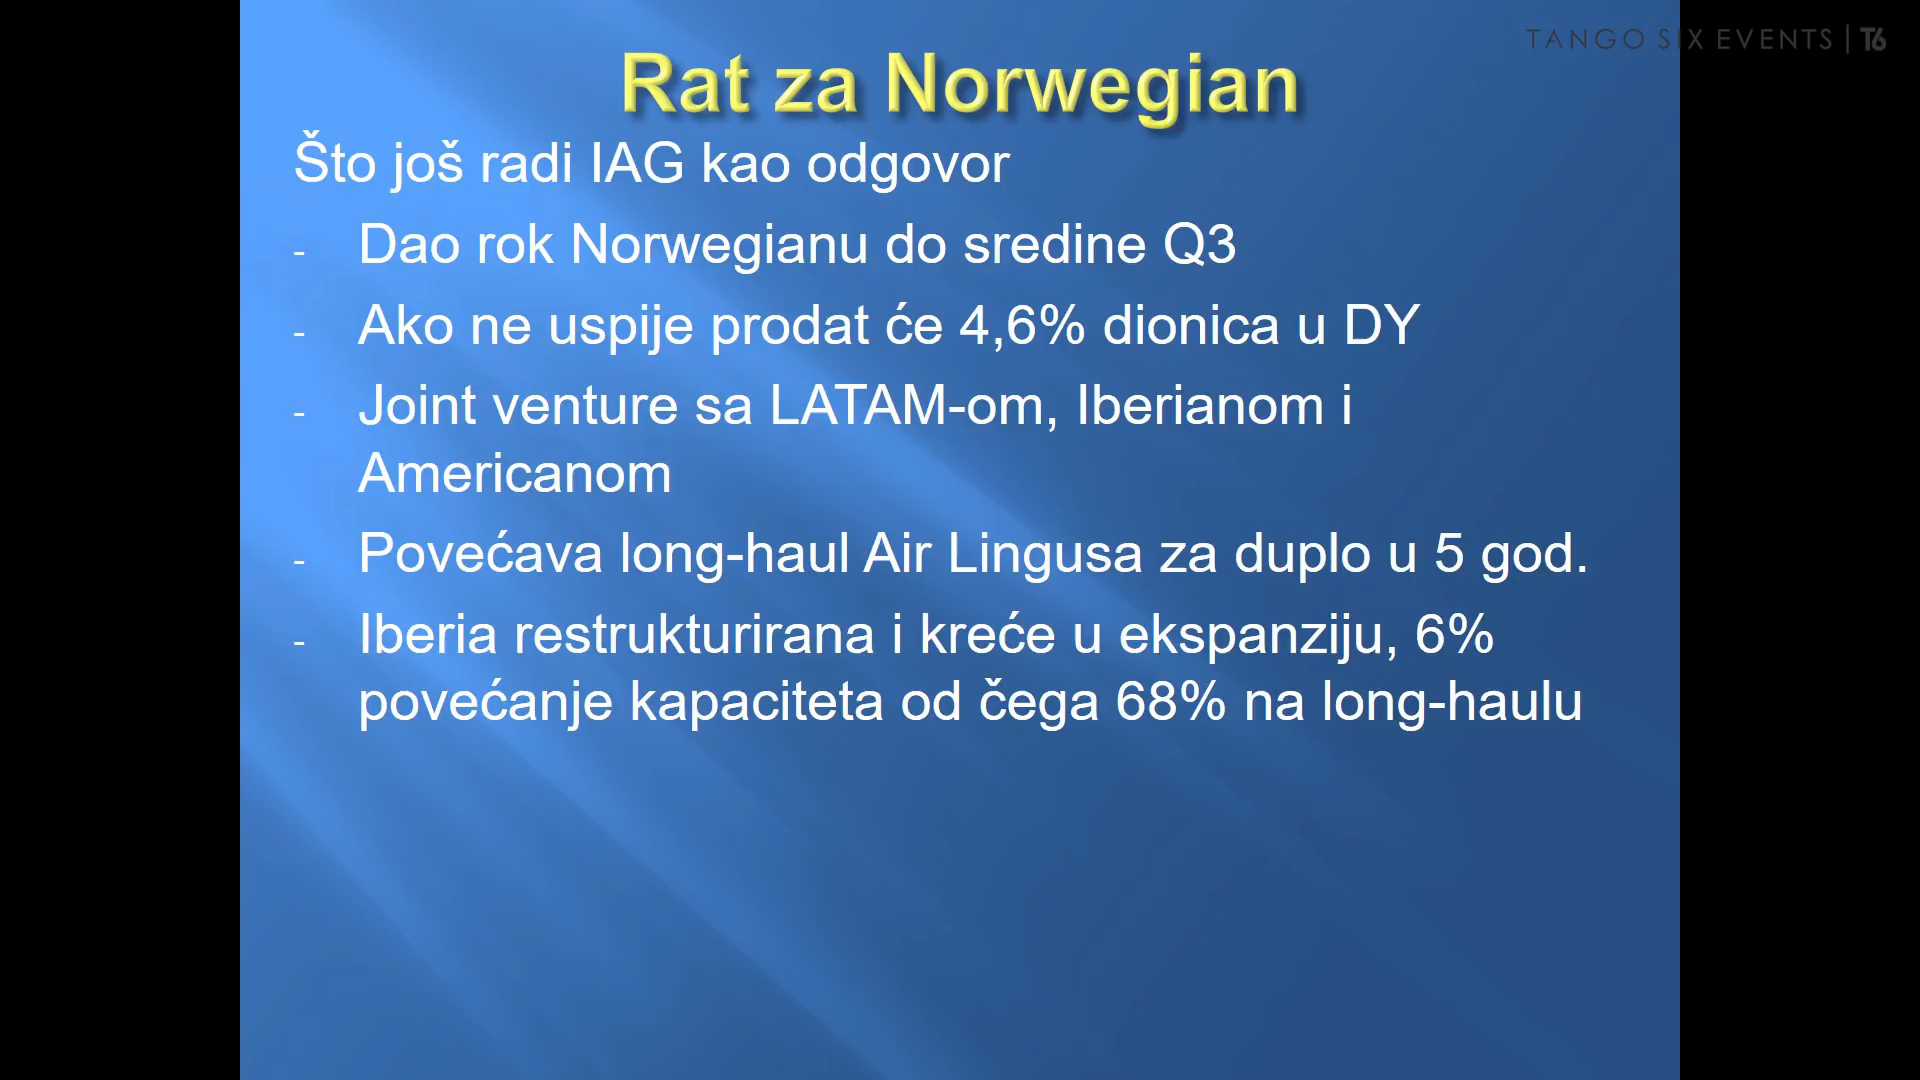 TANGO SIX EVENTS | T6
Rat za Norwegian
Što još radi IAG kao odgovor
- Dao rok Norwegianu do sredine Q3
- Ako ne uspije prodat će 4,6% dionica u DY
- Joint venture sa LATAM-om, Iberianom i
Americanom
- Povećava long-haul Air Lingusa za duplo u 5 god.
- Iberia restrukturirana i kreće u ekspanziju, 6%
povećanje kapaciteta od čega 68% na long-haulu